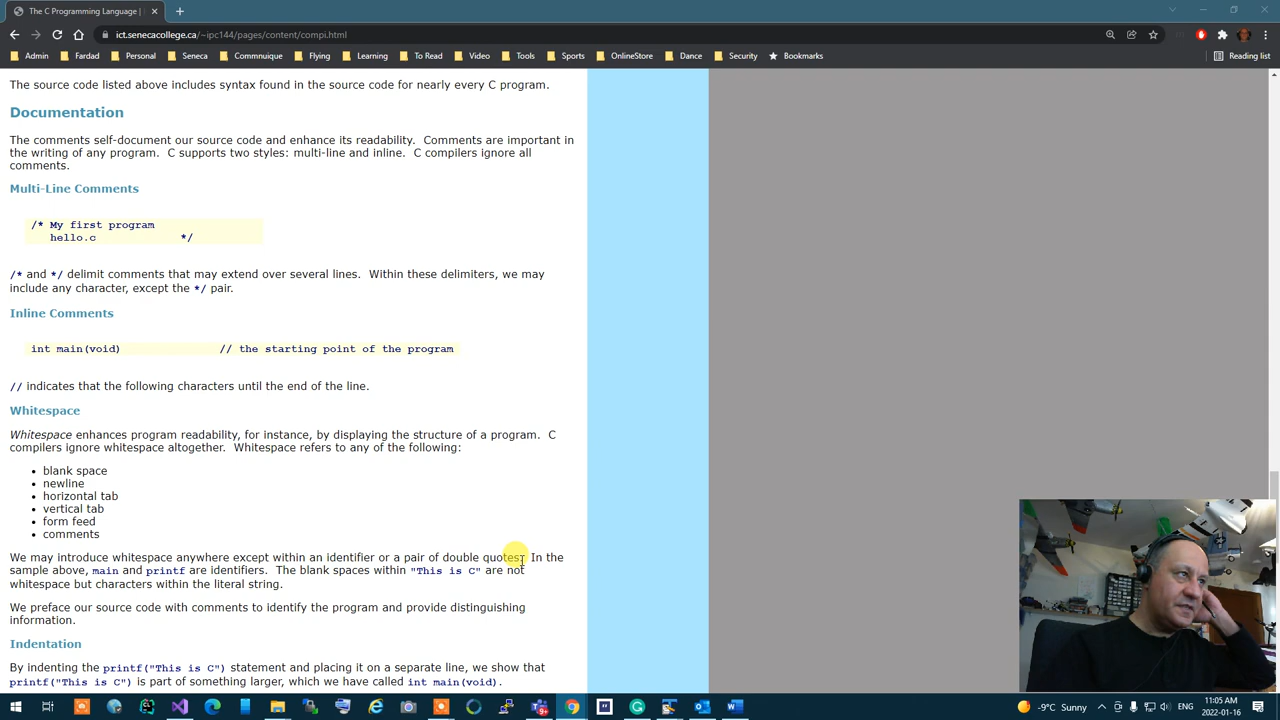 The C Programming Language |
ict.senecacollege.ca/~ipc144/pages/content/compi.html
Admin Fardad Personal Seneca Commnuique Flying Learning To Read Video Tools Sports OnlineStore Dance Security Bookmarks Reading list
The source code listed above includes syntax found in the source code for nearly every C program.
Documentation
The comments self-document our source code and enhance its readability. Comments are important in
the writing of any program. C supports two styles: multi-line and inline. C compilers ignore all
comments.
Multi-Line Comments
/* My first program
hello.c */
/* and */ delimit comments that may extend over several lines. Within these delimiters, we may
include any character, except the */ pair.
Inline Comments
int main(void) // the starting point of the program
// indicates that the following characters until the end of the line.
Whitespace
Whitespace enhances program readability, for instance, by displaying the structure of a program. C
compilers ignore whitespace altogether. Whitespace refers to any of the following:
• blank space
• newline
• horizontal tab
• vertical tab
• form feed
• comments
We may introduce whitespace anywhere except within an identifier or a pair of double quotes. In the
sample above, main and printf are identifiers. The blank spaces within "This is C" are not
whitespace but characters within the literal string.
We preface our source code with comments to identify the program and provide distinguishing
information.
Indentation
By indenting the printf("This is C") statement and placing it on a separate line, we show that
printf("This is C") is part of something larger, which we have called int main(void).
-9°C Sunny
11:05 AM
2022-01-16